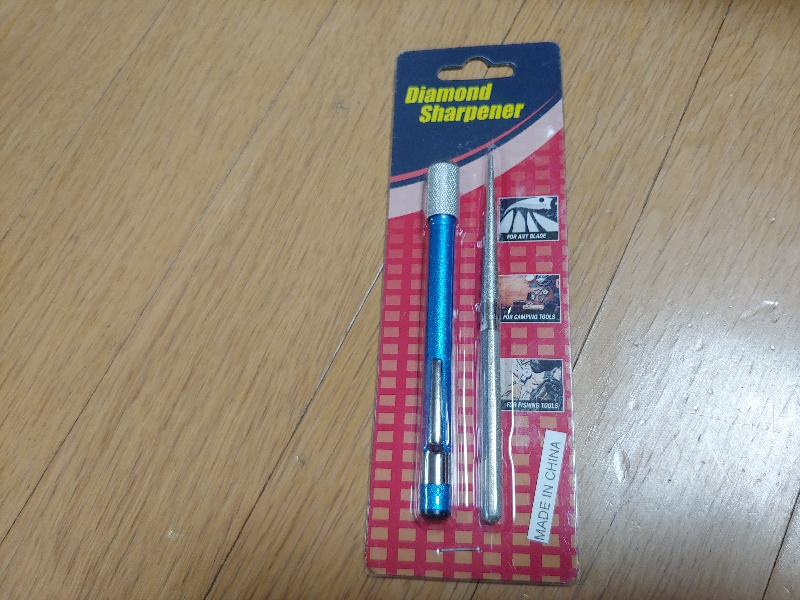 Diamond
Sharpener
FOR ANY BLADE
FOR CAMPING TOOLS
FOR FISHING TOOLS
MADE IN CHINA